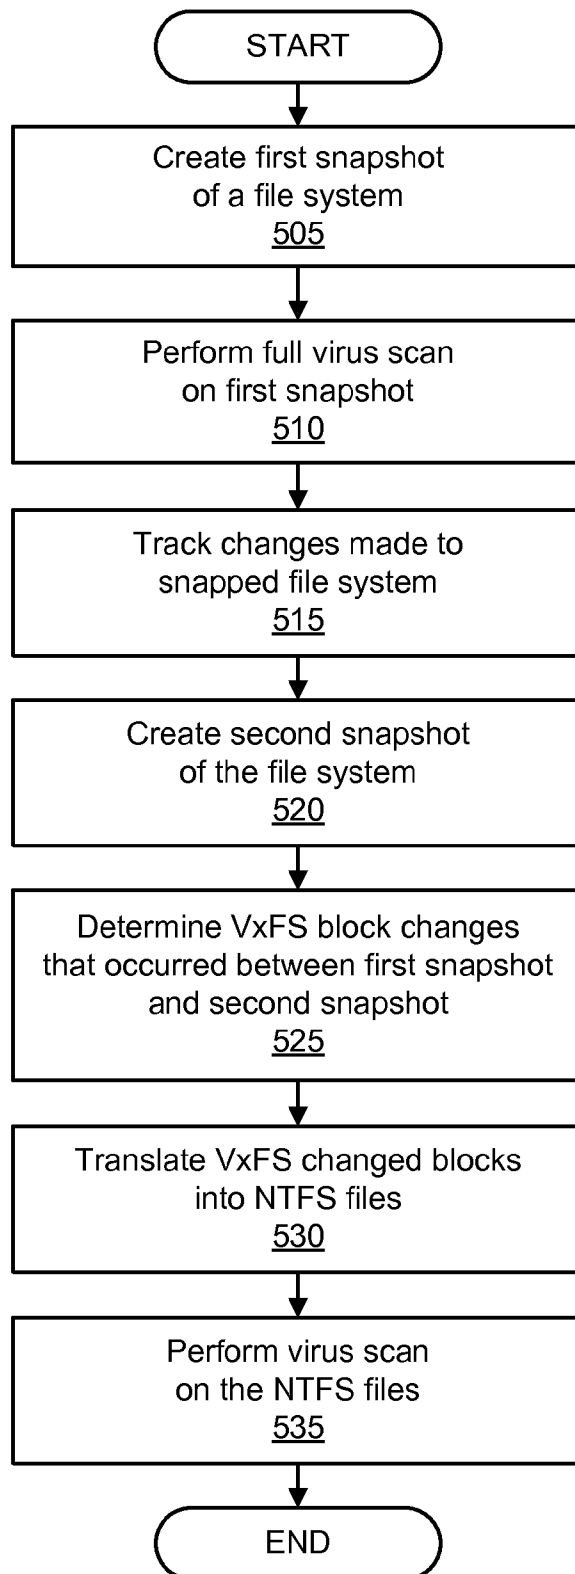 START
Create first snapshot
of a file system
505
Perform full virus scan
on first snapshot
510
Track changes made to
snapped file system
515
Create second snapshot
of the file system
520
Determine VxFS block changes
that occurred between first snapshot
and second snapshot
525
Translate VxFS changed blocks
into NTFS files
530
Perform virus scan
on the NTFS files
535
END